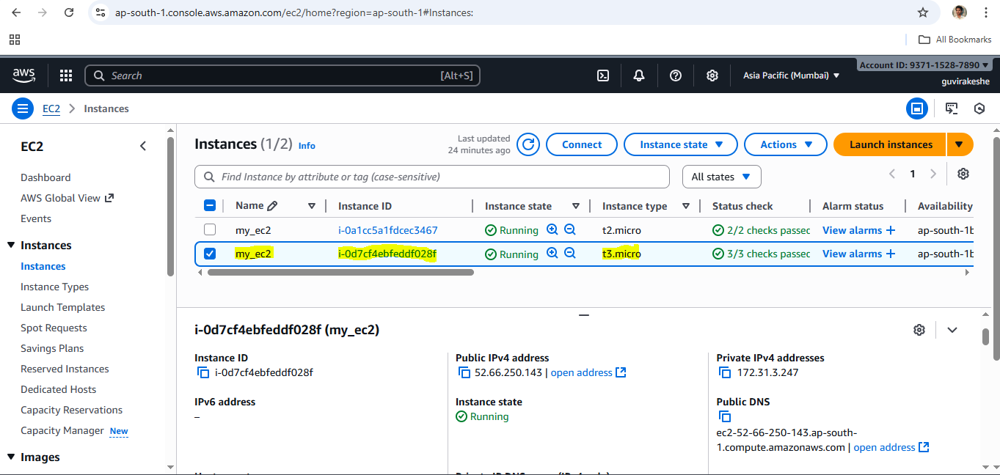 ap-south-1.console.aws.amazon.com/ec2/home?region=ap-south-1#Instances:
All Bookmarks
aws
Search
[Alt+S]
Asia Pacific (Mumbai)
Account ID: 9371-1528-7890
guvirakeshe
EC2
Instances
EC2
Dashboard
AWS Global View
Events
Instances
Instances
Instance Types
Launch Templates
Spot Requests
Savings Plans
Reserved Instances
Dedicated Hosts
Capacity Reservations
Capacity Manager New
Images
Instances (1/2) Info
Last updated
24 minutes ago
Connect
Instance state
Actions
Launch instances
Find Instance by attribute or tag (case-sensitive)
All states
1
Name Instance ID Instance state Instance type Status check Alarm status Availability
my_ec2 i-0a1cc5a1fdcec3467 Running t2.micro 2/2 checks passec View alarms + ap-south-1b
my_ec2 i-0d7cf4ebfeddf028f Running t3.micro 3/3 checks passec View alarms + ap-south-1b
i-0d7cf4ebfeddf028f (my_ec2)
Instance ID
i-0d7cf4ebfeddf028f
IPv6 address
–
Public IPv4 address
52.66.250.143 | open address
Instance state
Running
Private IPv4 addresses
172.31.3.247
Public DNS
ec2-52-66-250-143.ap-south-
1.compute.amazonaws.com | open address